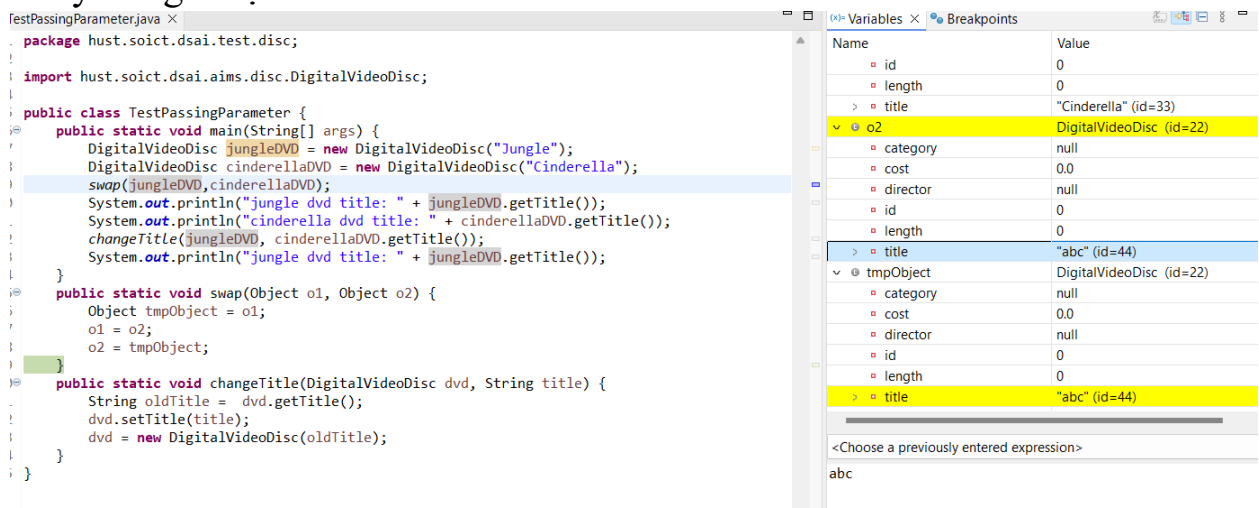 TestPassingParameter.java
package hust.soict.dsai.test.disc;
import hust.soict.dsai.aims.disc.DigitalVideoDisc;
public class TestPassingParameter {
public static void main(String[] args) {
DigitalVideoDisc jungleDVD = new DigitalVideoDisc("Jungle");
DigitalVideoDisc cinderellaDVD = new DigitalVideoDisc("Cinderella");
swap(jungleDVD,cinderellaDVD);
System.out.println("jungle dvd title: " + jungleDVD.getTitle());
System.out.println("cinderella dvd title: " + cinderellaDVD.getTitle());
changeTitle(jungleDVD, cinderellaDVD.getTitle());
System.out.println("jungle dvd title: " + jungleDVD.getTitle());
}
public static void swap(Object o1, Object o2) {
Object tmpObject = o1;
o1 = o2;
o2 = tmpObject;
}
public static void changeTitle(DigitalVideoDisc dvd, String title) {
String oldTitle = dvd.getTitle();
dvd.setTitle(title);
dvd = new DigitalVideoDisc(oldTitle);
}
}
(x)= Variables Breakpoints
Name Value
id 0
length 0
title "Cinderella" (id=33)
o2 DigitalVideoDisc (id=22)
category null
cost 0.0
director null
id 0
length 0
title "abc" (id=44)
tmpObject DigitalVideoDisc (id=22)
category null
cost 0.0
director null
id 0
length 0
title "abc" (id=44)
<Choose a previously entered expression>
abc